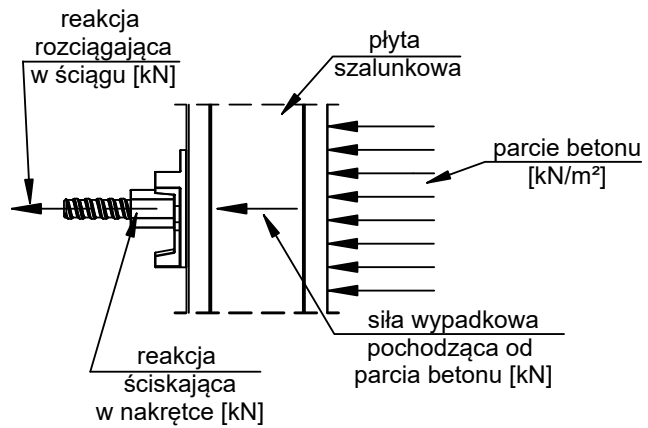 reakcja
rozciągająca
w ściągu [kN]
płyta
szalunkowa
parcie betonu
[kN/m²]
siła wypadkowa
pochodząca od
parcia betonu [kN]
reakcja
ściskająca
w nakrętce [kN]